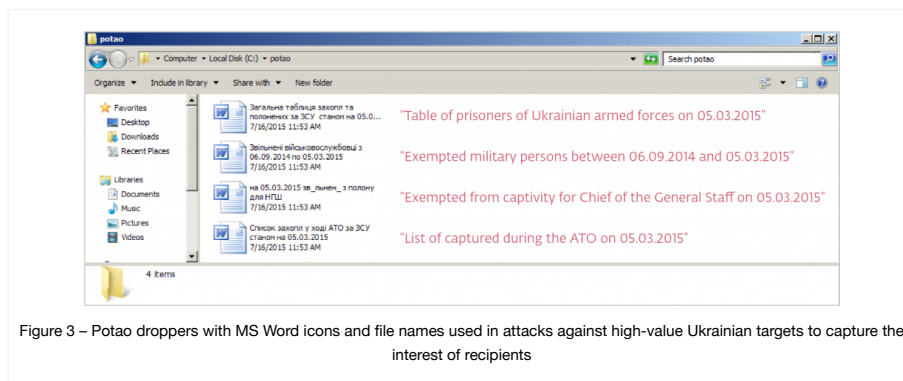 potao
Computer ▸ Local Disk (C:) ▸ potao
Search potao
Organize Include in library Share with New folder
Favorites
Desktop
Downloads
Recent Places
Libraries
Documents
Music
Pictures
Videos
Загальна таблиця захопл та
полонених за ЗСУ станом на 05.0...
7/16/2015 11:53 AM
"Table of prisoners of Ukrainian armed forces on 05.03.2015"
Звільнені військовослужбовці з
06.09.2014 по 05.03.2015
7/16/2015 11:53 AM
"Exempted military persons between 06.09.2014 and 05.03.2015"
на 05.03.2015 зв_льнен_ з полону
для НГШ
7/16/2015 11:53 AM
"Exempted from captivity for Chief of the General Staff on 05.03.2015"
Список захопл у ході АТО за ЗСУ
станом на 05.03.2015
7/16/2015 11:53 AM
"List of captured during the ATO on 05.03.2015"
4 items
Figure 3 – Potao droppers with MS Word icons and file names used in attacks against high-value Ukrainian targets to capture the
interest of recipients